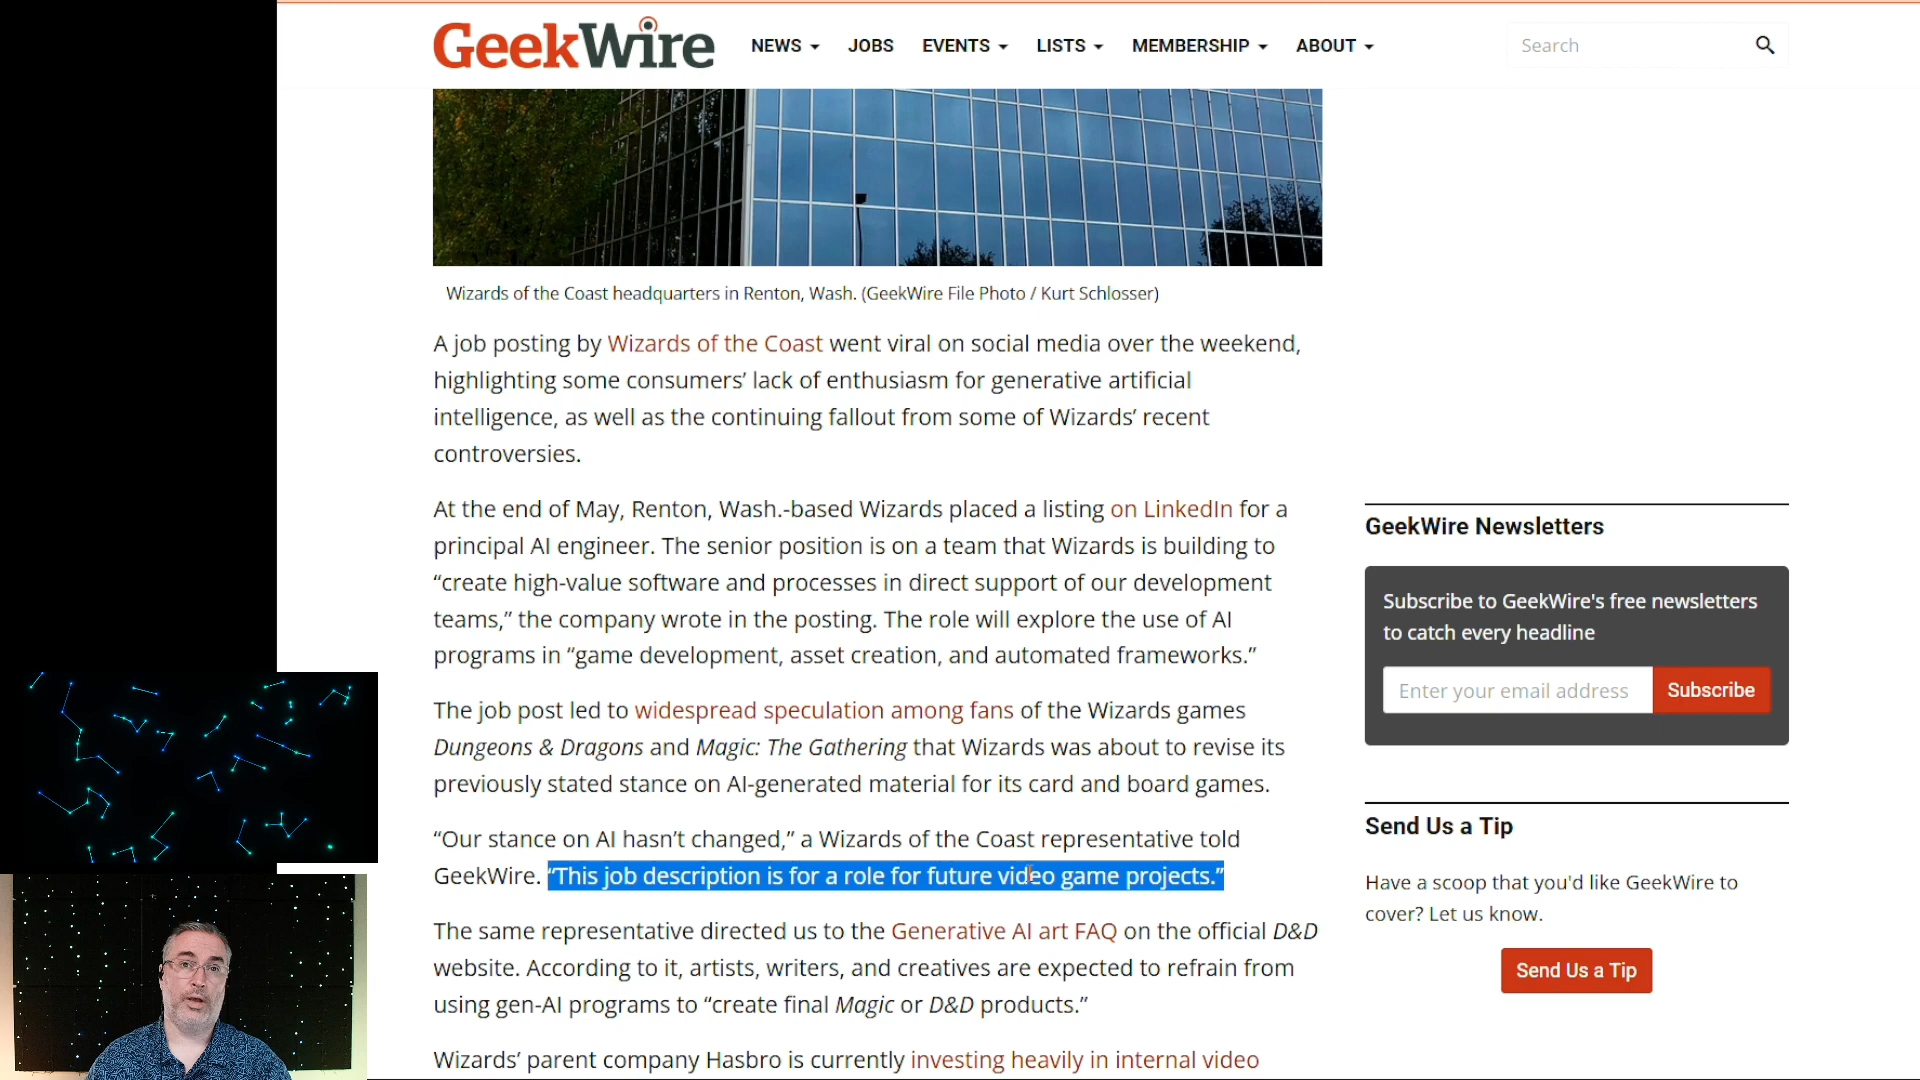 GeekWire
NEWS JOBS EVENTS LISTS MEMBERSHIP ABOUT
Search
Wizards of the Coast headquarters in Renton, Wash. (GeekWire File Photo / Kurt Schlosser)
A job posting by Wizards of the Coast went viral on social media over the weekend,
highlighting some consumers’ lack of enthusiasm for generative artificial
intelligence, as well as the continuing fallout from some of Wizards’ recent
controversies.
At the end of May, Renton, Wash.-based Wizards placed a listing on LinkedIn for a
principal AI engineer. The senior position is on a team that Wizards is building to
“create high-value software and processes in direct support of our development
teams,” the company wrote in the posting. The role will explore the use of AI
programs in “game development, asset creation, and automated frameworks.”
The job post led to widespread speculation among fans of the Wizards games
Dungeons & Dragons and Magic: The Gathering that Wizards was about to revise its
previously stated stance on AI-generated material for its card and board games.
“Our stance on AI hasn’t changed,” a Wizards of the Coast representative told
GeekWire. “This job description is for a role for future video game projects.”
The same representative directed us to the Generative AI art FAQ on the official D&D
website. According to it, artists, writers, and creatives are expected to refrain from
using gen-AI programs to “create final Magic or D&D products.”
Wizards’ parent company Hasbro is currently investing heavily in internal video
GeekWire Newsletters
Subscribe to GeekWire's free newsletters
to catch every headline
Enter your email address
Subscribe
Send Us a Tip
Have a scoop that you'd like GeekWire to
cover? Let us know.
Send Us a Tip